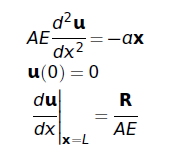 AE d²𝐮/dx² = −α𝐱
𝐮(0) = 0
d𝐮/dx |𝐱=L = 𝐑/AE